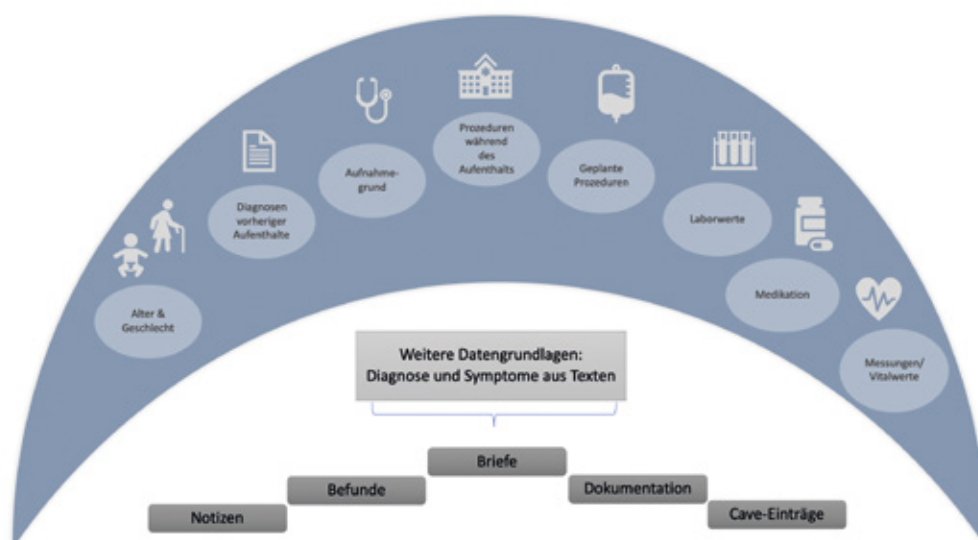 Alter &
Geschlecht
Diagnosen
vorheriger
Aufenthalte
Aufnahme-
grund
Prozeduren
während
des
Aufenthalts
Geplante
Prozeduren
Laborwerte
Medikation
Messungen/
Vitalwerte
Weitere Datengrundlagen:
Diagnose und Symptome aus Texten
Notizen
Befunde
Briefe
Dokumentation
Cave-Einträge